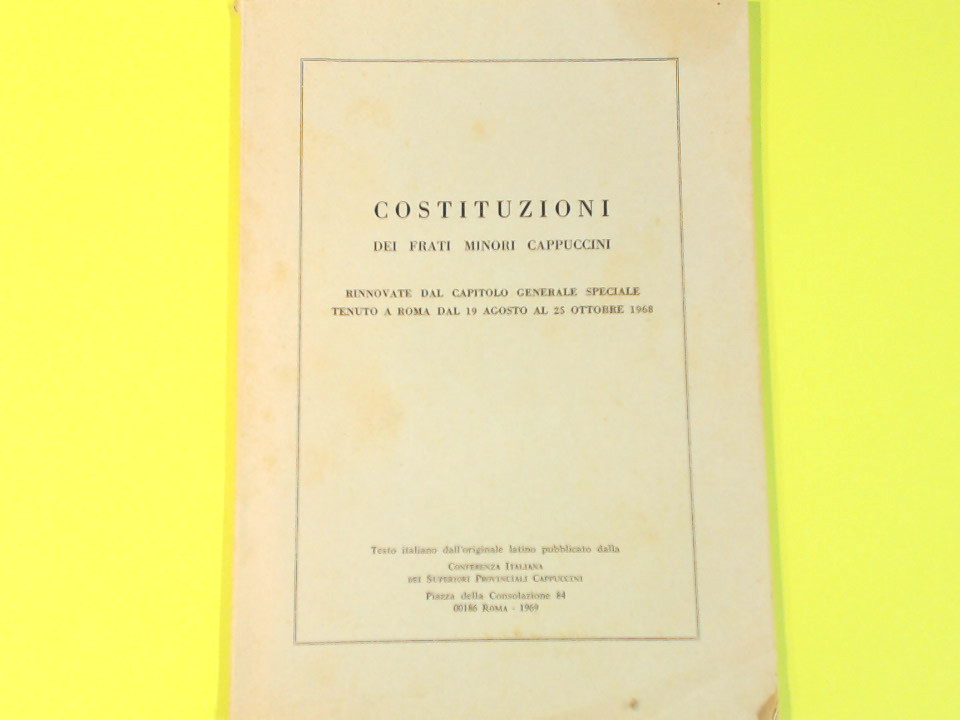 COSTITUZIONI
DEI FRATI MINORI CAPPUCCINI
RINNOVATE DAL CAPITOLO GENERALE SPECIALE
TENUTO A ROMA DAL 19 AGOSTO AL 25 OTTOBRE 1968
Testo italiano dall'originale latino pubblicato dalla
CONFERENZA ITALIANA
DEI SUPERIORI PROVINCIALI CAPPUCCINI
Piazza della Consolazione 84
00186 ROMA - 1969